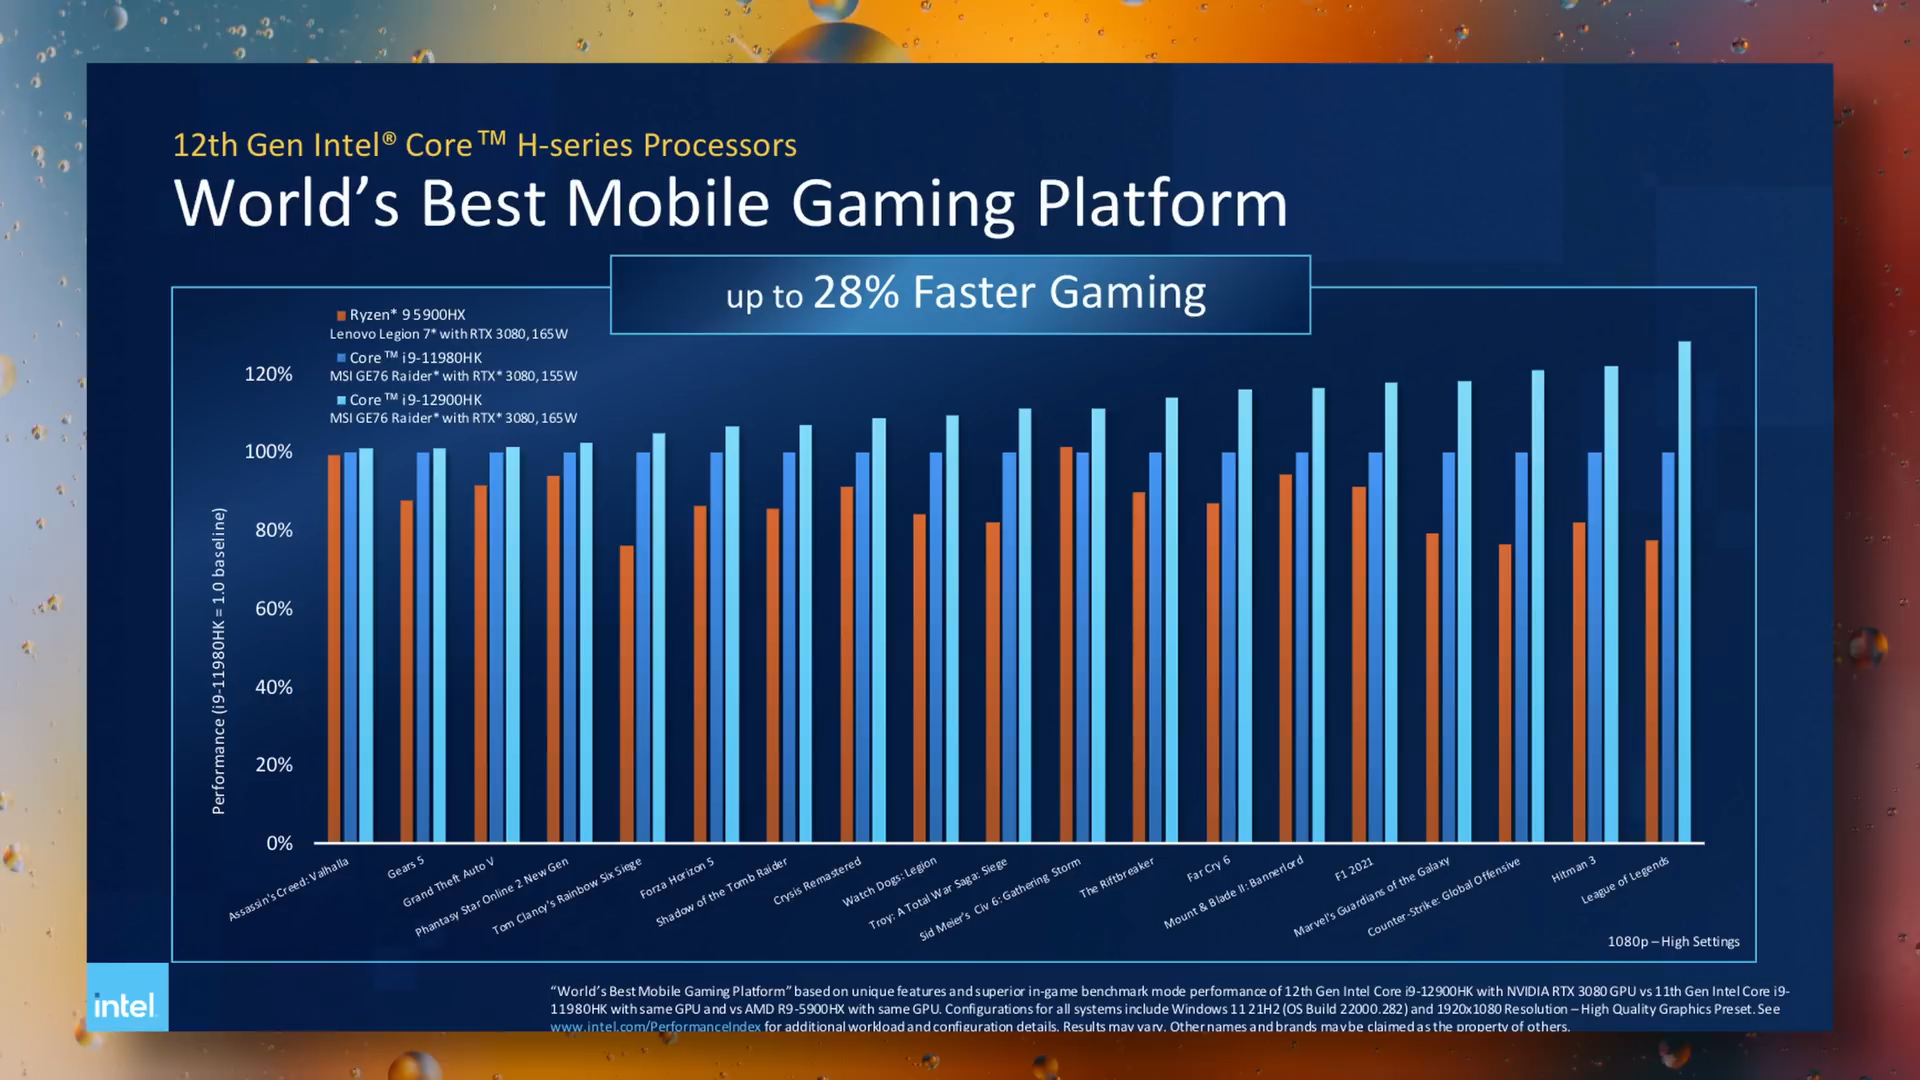 12th Gen Intel® Core™ H-series Processors
World's Best Mobile Gaming Platform
up to 28% Faster Gaming
Ryzen* 9 5900HX
Lenovo Legion 7* with RTX 3080, 165W
Core™ i9-11980HK
MSI GE76 Raider* with RTX* 3080, 155W
Core™ i9-12900HK
MSI GE76 Raider* with RTX* 3080, 165W
120%
100%
80%
60%
40%
20%
0%
Performance (i9-11980HK = 1.0 baseline)
Assassin's Creed: Valhalla
Gears 5
Grand Theft Auto V
Phantasy Star Online 2 New Gen
Tom Clancy's Rainbow Six Siege
Forza Horizon 5
Shadow of the Tomb Raider
Crysis Remastered
Watch Dogs: Legion
Troy: A Total War Saga: Siege
Sid Meier's Civ 6: Gathering Storm
The Riftbreaker
Far Cry 6
Mount & Blade II: Bannerlord
F1 2021
Marvel's Guardians of the Galaxy
Counter-Strike: Global Offensive
Hitman 3
League of Legends
1080p – High Settings
intel
"World's Best Mobile Gaming Platform" based on unique features and superior in-game benchmark mode performance of 12th Gen Intel Core i9-12900HK with NVIDIA RTX 3080 GPU vs 11th Gen Intel Core i9-
11980HK with same GPU and vs AMD R9-5900HX with same GPU. Configurations for all systems include Windows 11 21H2 (OS Build 22000.282) and 1920x1080 Resolution – High Quality Graphics Preset. See
www.intel.com/PerformanceIndex for additional workload and configuration details. Results may vary. Other names and brands may be claimed as the property of others.